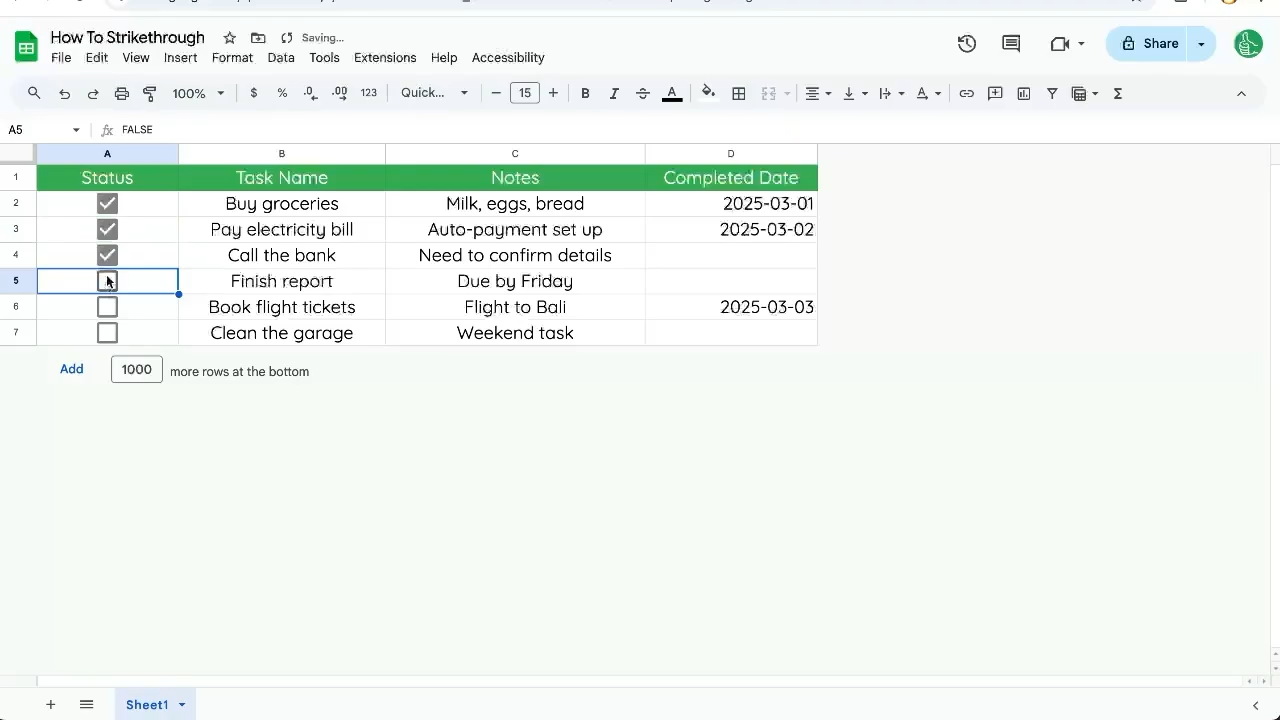 How To Strikethrough Saving...
File Edit View Insert Format Data Tools Extensions Help Accessibility
Share
100% $ % .0 .00 123 Quick... − 15 + B I S A Σ
A5 fx FALSE
A B C D
1 Status Task Name Notes Completed Date
2 Buy groceries Milk, eggs, bread 2025-03-01
3 Pay electricity bill Auto-payment set up 2025-03-02
4 Call the bank Need to confirm details
5 Finish report Due by Friday
6 Book flight tickets Flight to Bali 2025-03-03
7 Clean the garage Weekend task
Add 1000 more rows at the bottom
Sheet1